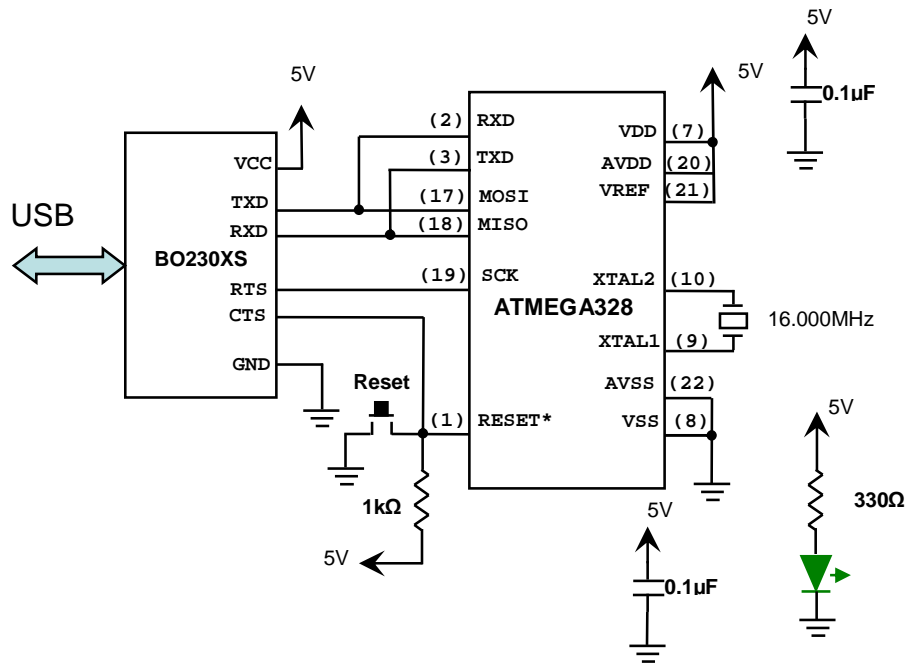 5V
VCC
TXD
RXD
RTS
CTS
GND
USB
BO230XS
(2) RXD
(3) TXD
(17) MOSI
(18) MISO
(19) SCK
(1) RESET*
ATMEGA328
VDD (7)
AVDD (20)
VREF (21)
XTAL2 (10)
XTAL1 (9)
AVSS (22)
VSS (8)
5V
5V
0.1µF
16.000MHz
Reset
1kΩ
5V
5V
0.1µF
5V
330Ω